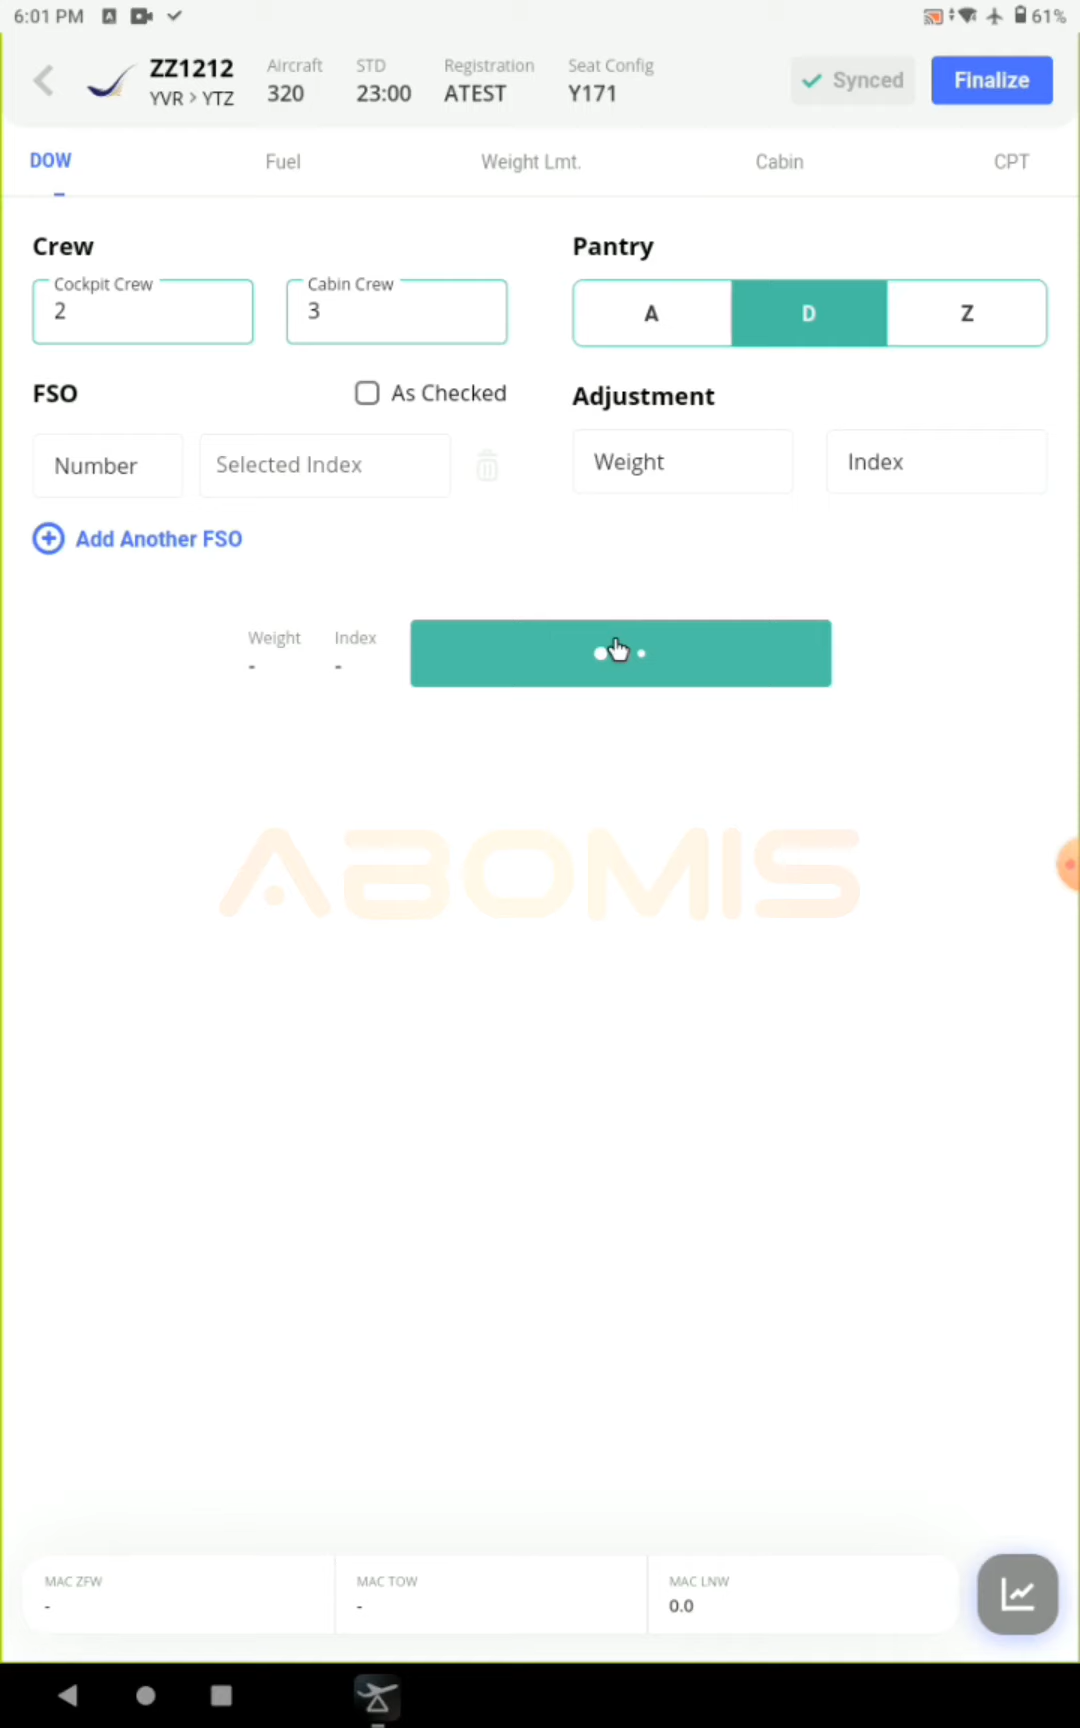 6:01 PM
61%
ZZ1212
YVR > YTZ
Aircraft
320
STD
23:00
Registration
ATEST
Seat Config
Y171
Synced
Finalize
DOW
Fuel
Weight Lmt.
Cabin
CPT
Crew
Cockpit Crew
2
Cabin Crew
3
Pantry
A
D
Z
FSO
As Checked
Number
Selected Index
Adjustment
Weight
Index
Add Another FSO
Weight
-
Index
-
ABOMIS
MAC ZFW
-
MAC TOW
-
MAC LNW
0.0